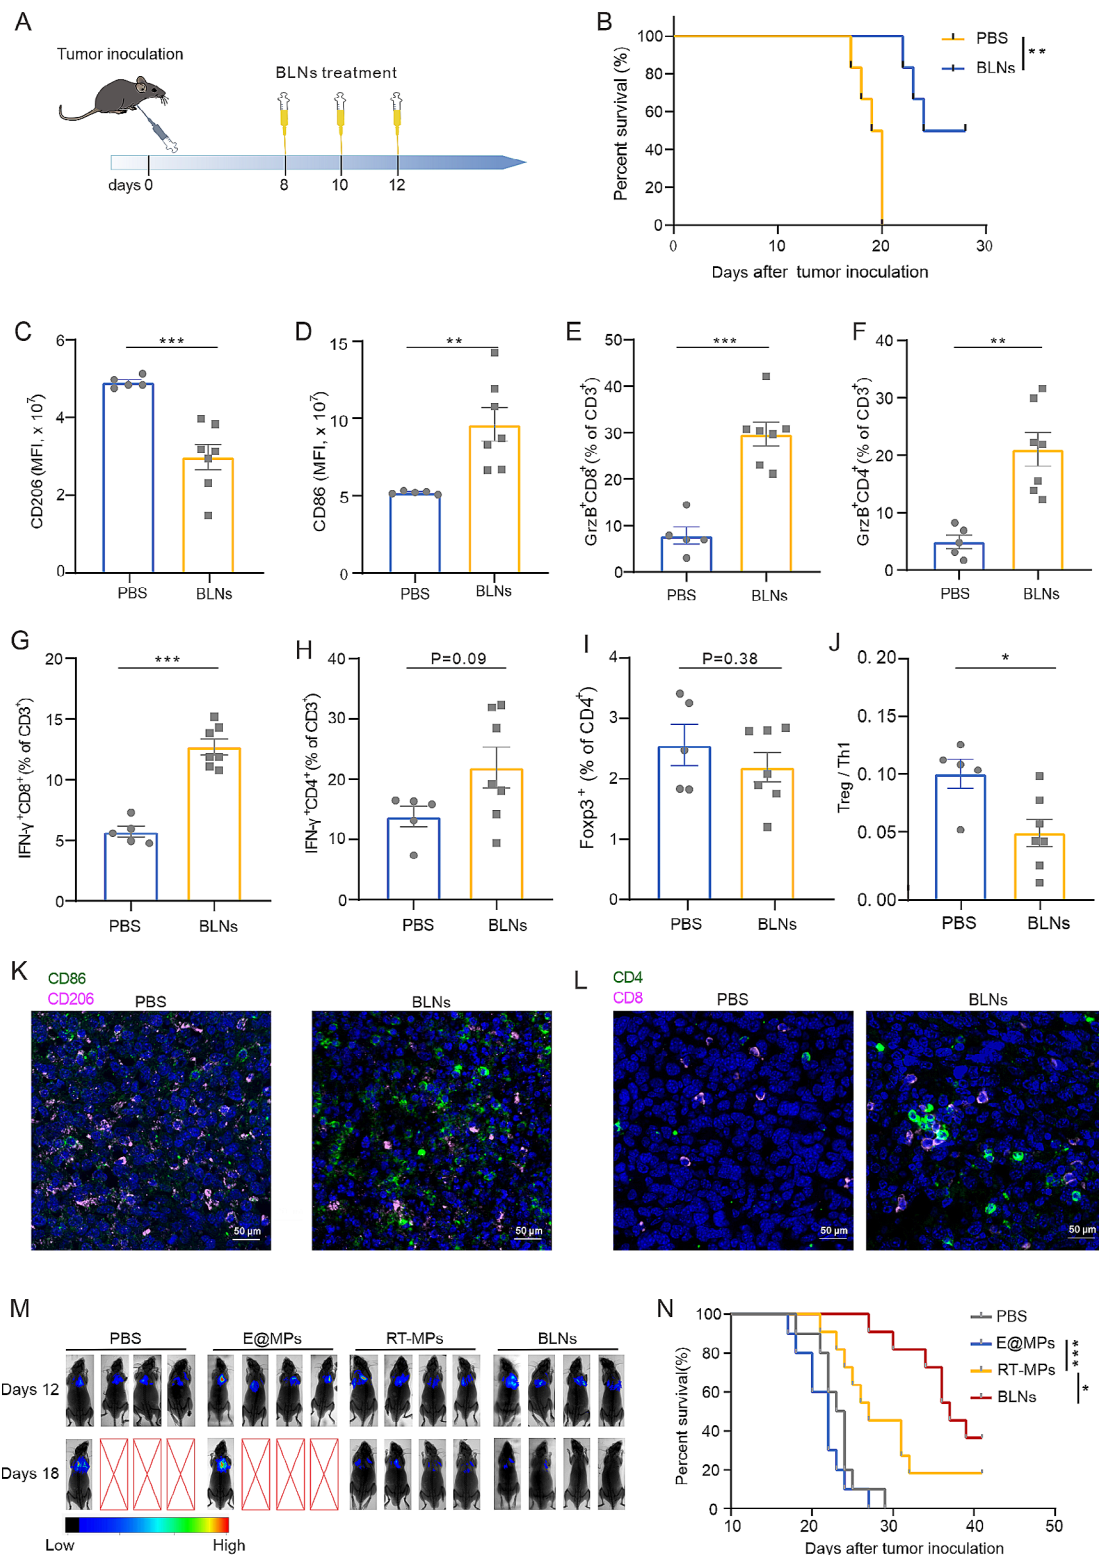 A
Tumor inoculation
BLNs treatment
days 0
8
10
12
B
PBS
BLNs
**
Percent survival (%)
100
80
60
40
20
0
0
10
20
30
Days after tumor inoculation
C
***
CD206 (MFI, x 10⁷)
6
4
2
0
PBS
BLNs
D
**
CD86 (MFI, x 10⁷)
15
10
5
0
PBS
BLNs
E
***
GrzB⁺CD8⁺(% of CD3⁺)
50
40
30
20
10
0
PBS
BLNs
F
**
GrzB⁺CD4⁺(% of CD3⁺)
40
30
20
10
0
PBS
BLNs
G
***
IFN-γ⁺CD8⁺(% of CD3⁺)
20
15
10
5
0
PBS
BLNs
H
P=0.09
IFN-γ⁺CD4⁺(% of CD3⁺)
40
30
20
10
0
PBS
BLNs
I
P=0.38
Foxp3⁺ (% of CD4⁺)
4
3
2
1
0
PBS
BLNs
J
*
Treg / Th1
0.20
0.15
0.10
0.05
0.00
PBS
BLNs
K
CD86
CD206
PBS
BLNs
50 µm
50 µm
L
CD4
CD8
PBS
BLNs
50 µm
50 µm
M
PBS
E@MPs
RT-MPs
BLNs
Days 12
Days 18
Low
High
N
PBS
E@MPs
RT-MPs
BLNs
***
*
Percent survival(%)
100
80
60
40
20
0
10
20
30
40
50
Days after tumor inoculation